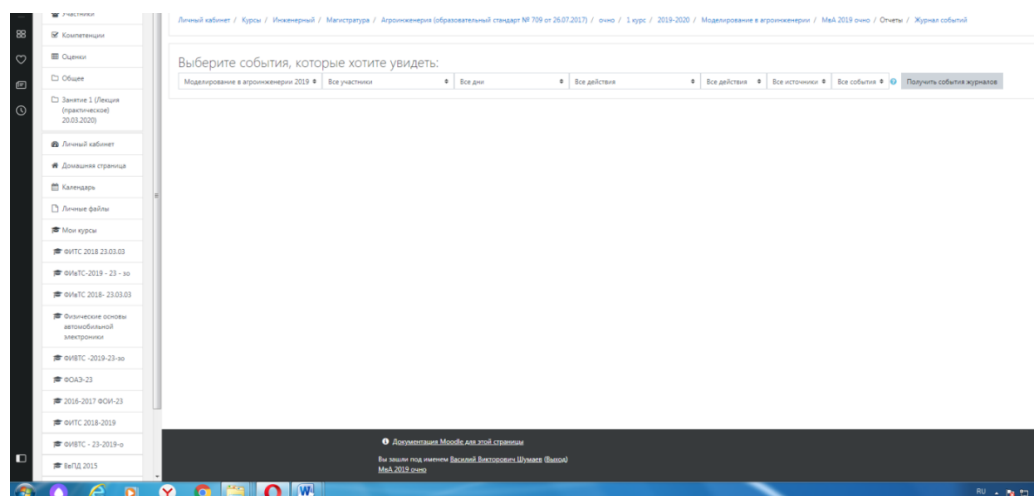 Участники
Компетенции
Оценки
Общее
Занятие 1 (Лекция
(практическое)
20.03.2020)
Личный кабинет
Домашняя страница
Календарь
Личные файлы
Мои курсы
ФИТС 2018 23.03.03
ФИвТС-2019 - 23 - зо
ФИвТС 2018- 23.03.03
Физические основы
автомобильной
электроники
ФИВТС -2019-23-зо
ФОАЭ-23
2016-2017 ФОИ-23
ФИТС 2018-2019
ФИВТС - 23-2019-о
ВвПД 2015
Личный кабинет / Курсы / Инженерный / Магистратура / Агроинженерия (образовательный стандарт № 709 от 26.07.2017) / очно / 1 курс / 2019-2020 / Моделирование в агроинженерии / МвА 2019 очно / Отчеты / Журнал событий
Выберите события, которые хотите увидеть:
Моделирование в агроинженерии 2019 Все участники Все дни Все действия Все действия Все источники Все события Получить события журналов
Документация Moodle для этой страницы
Вы зашли под именем Василий Викторович Шумаев (Выход)
МвА 2019 очно
RU